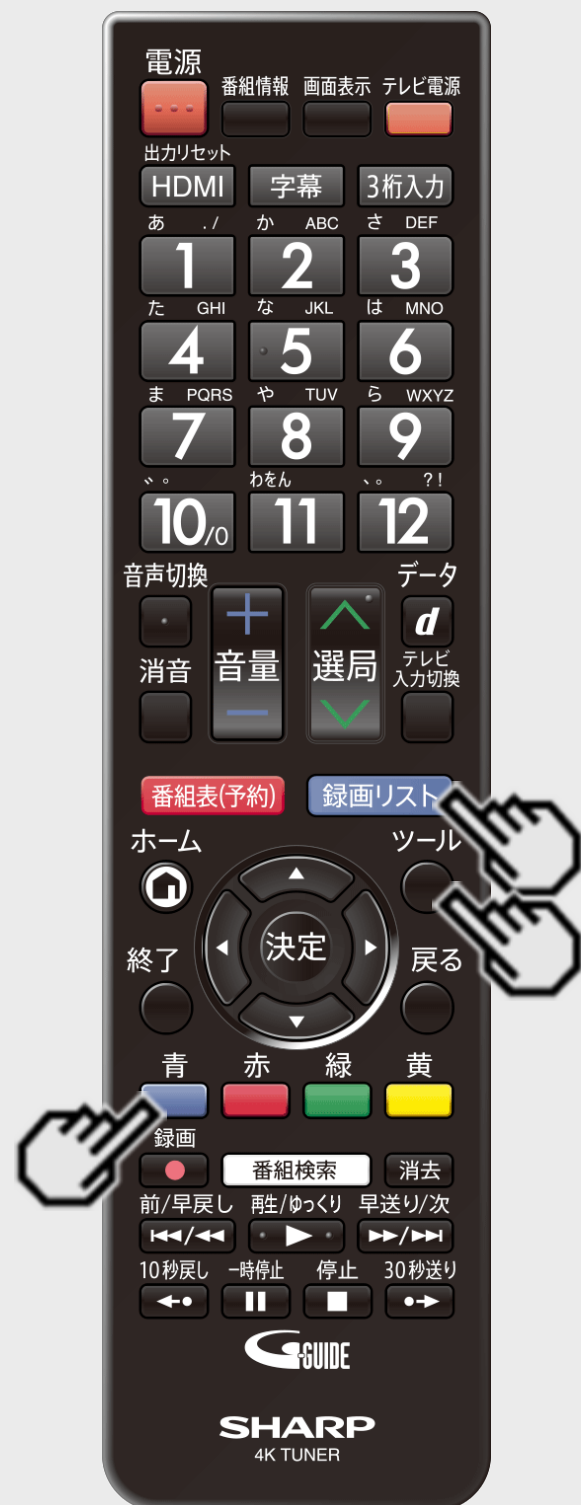 電源
番組情報 画面表示 テレビ電源
出力リセット
HDMI 字幕 3桁入力
あ ./ か ABC さ DEF
1 2 3
た GHI な JKL は MNO
4 5 6
ま PQRS や TUV ら WXYZ
7 8 9
゛゜ わをん 、。 ?!
10/0 11 12
音声切換 データ
+ ∧ d
消音 音量 選局 テレビ
入力切換
− ∨
番組表(予約) 録画リスト
ホーム ツール
終了 決定 戻る
青 赤 緑 黄
録画
番組検索 消去
前/早戻し 再生/ゆっくり 早送り/次
10秒戻し 一時停止 停止 30秒送り
G-GUIDE
SHARP
4K TUNER